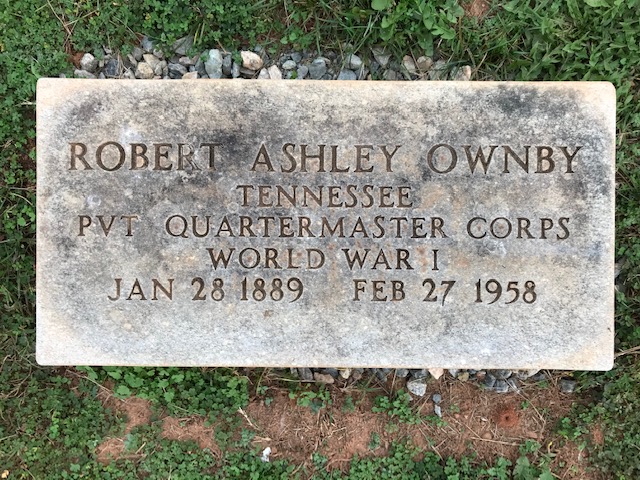 ROBERT ASHLEY OWNBY
TENNESSEE
PVT QUARTERMASTER CORPS
WORLD WAR I
JAN 28 1889 FEB 27 1958